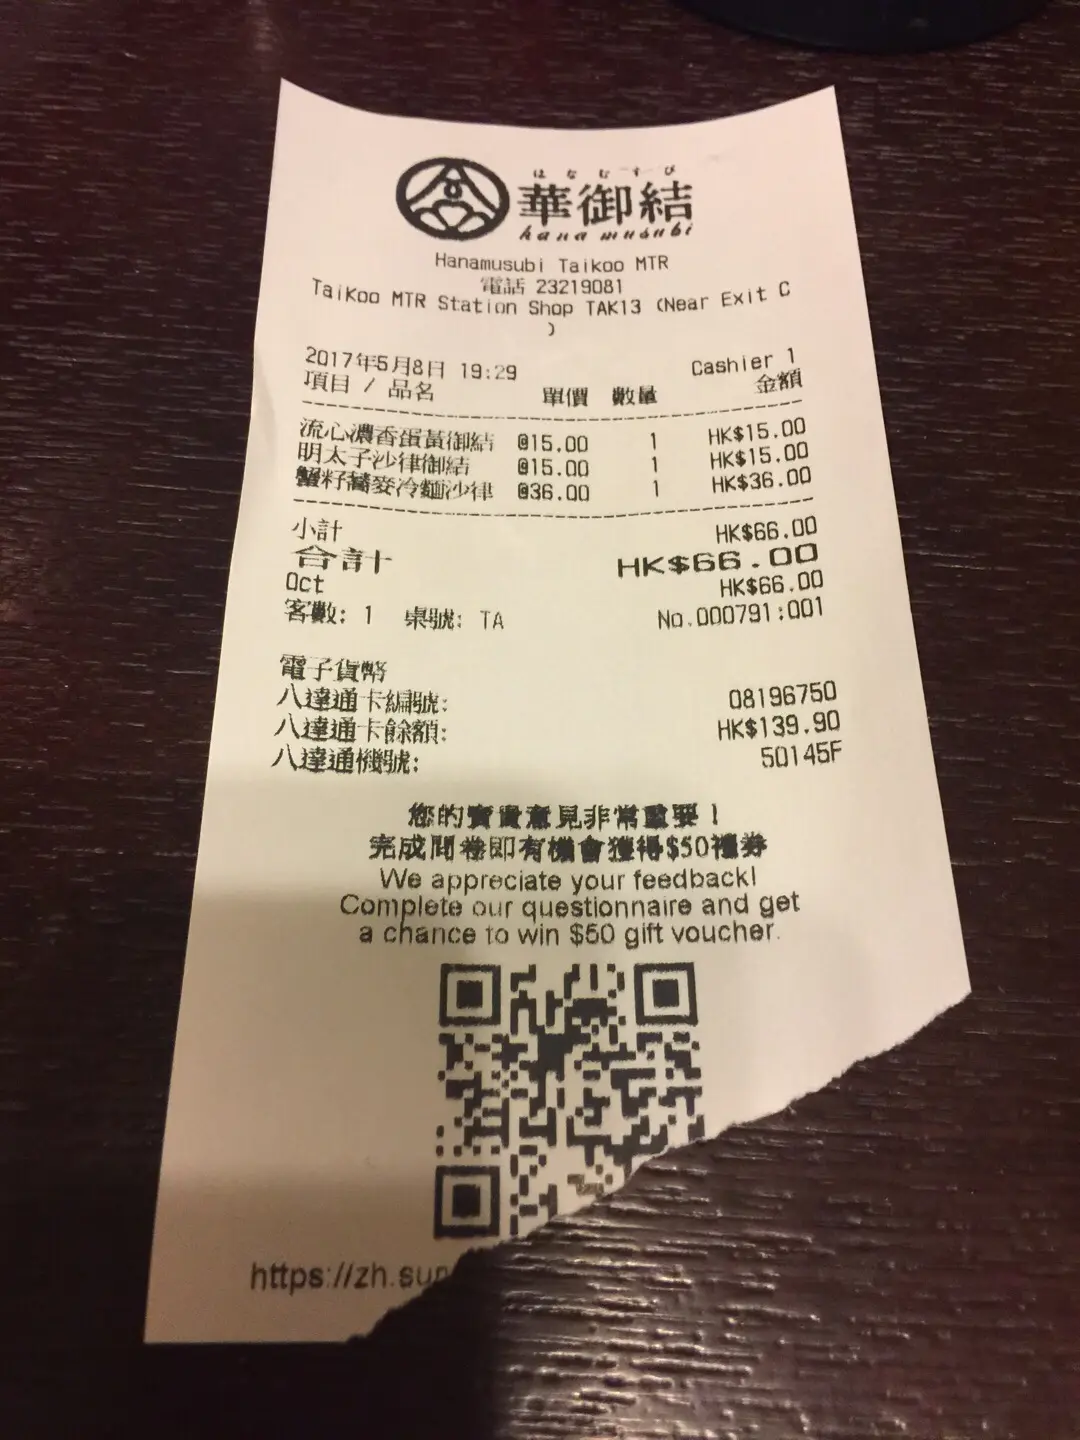 はなむすび
華御結
hana musubi
Hanamusubi Taikoo MTR
電話 23219081
TaiKoo MTR Station Shop TAK13 (Near Exit C
)
2017年5月8日 19:29 Cashier 1
項目 / 品名 單價 數量 金額
流心濃香蛋黃御結 @15.00 1 HK$15.00
明太子沙律御結 @15.00 1 HK$15.00
蟹籽蕎麥冷麵沙律 @36.00 1 HK$36.00
小計 HK$66.00
合計 HK$66.00
Oct HK$66.00
客數: 1 桌號: TA No.000791:001
電子貨幣
八達通卡編號: 08196750
八達通卡餘額: HK$139.90
八達通機號: 50145F
您的寶貴意見非常重要！
完成問卷即有機會獲得$50禮券
We appreciate your feedback!
Complete our questionnaire and get
a chance to win $50 gift voucher.
https://zh.sur